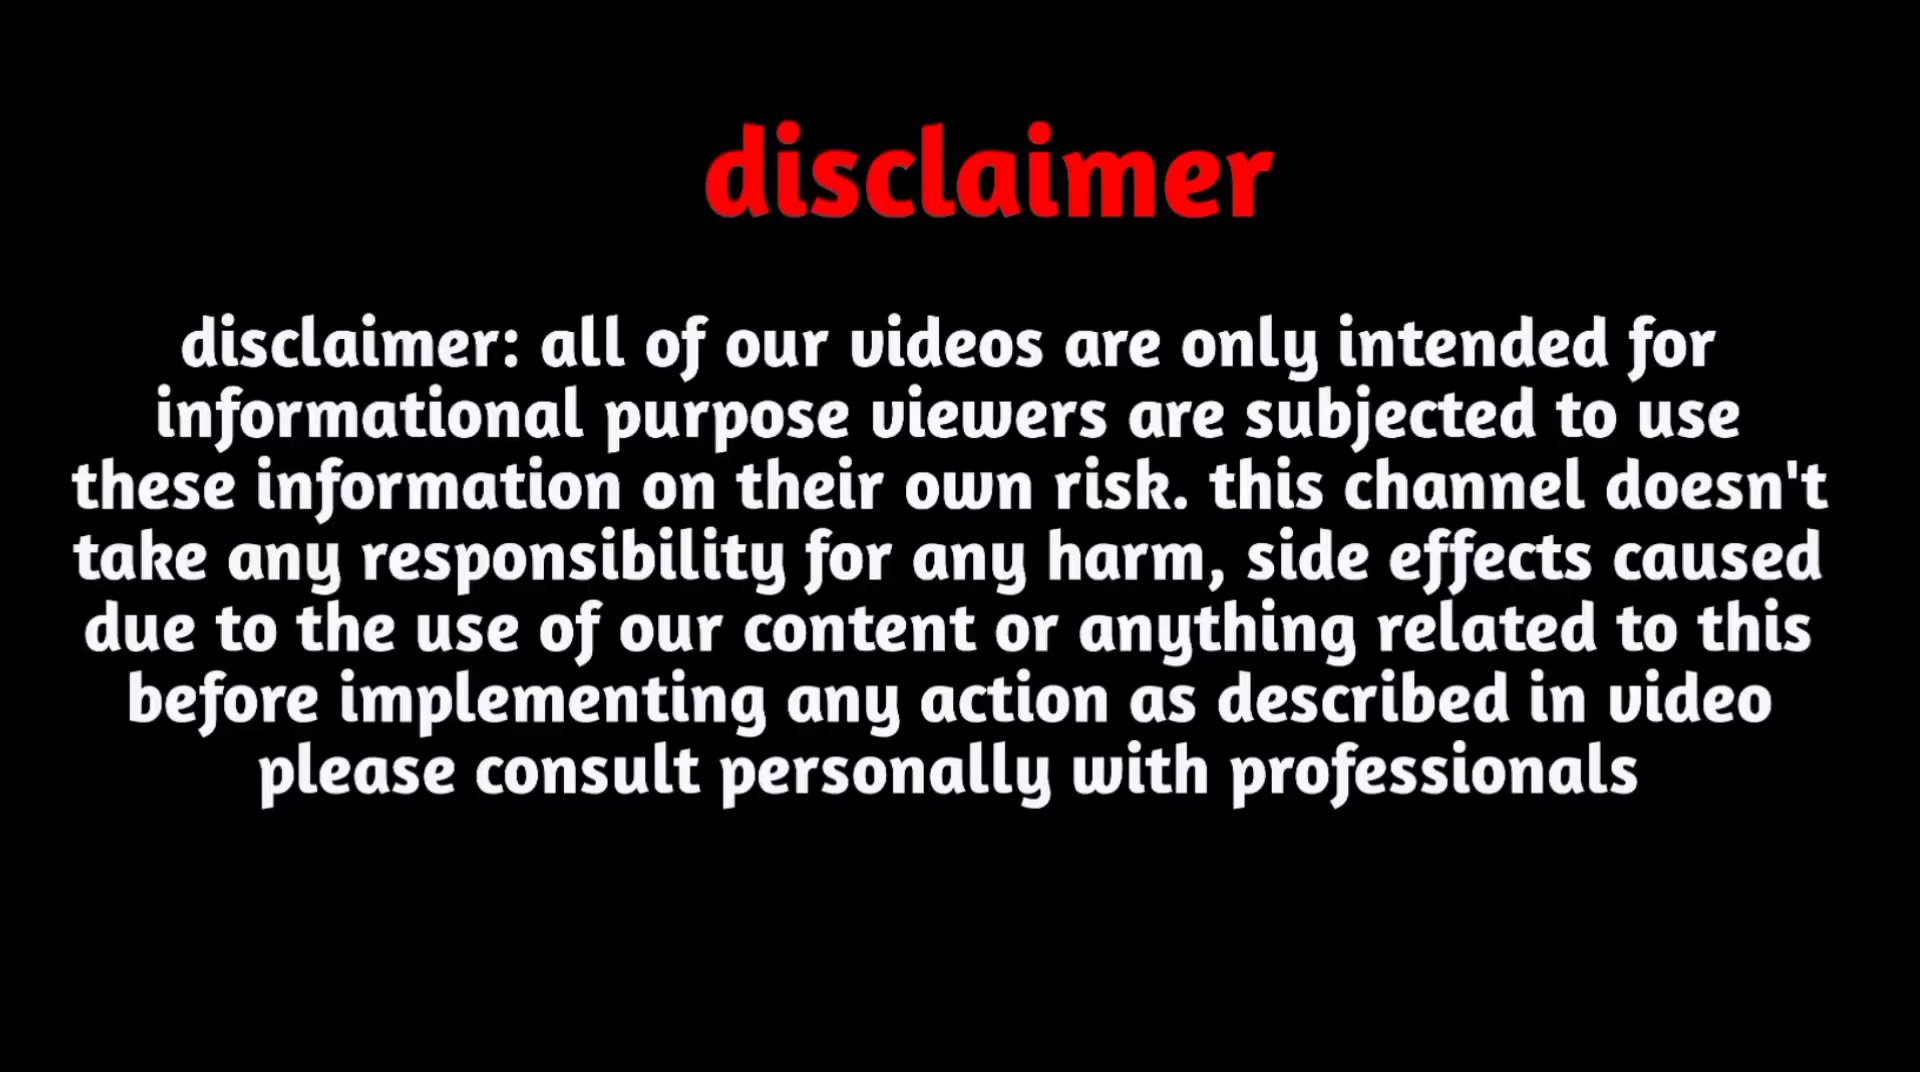 disclaimer
disclaimer: all of our videos are only intended for
informational purpose viewers are subjected to use
these information on their own risk. this channel doesn't
take any responsibility for any harm, side effects caused
due to the use of our content or anything related to this
before implementing any action as described in video
please consult personally with professionals